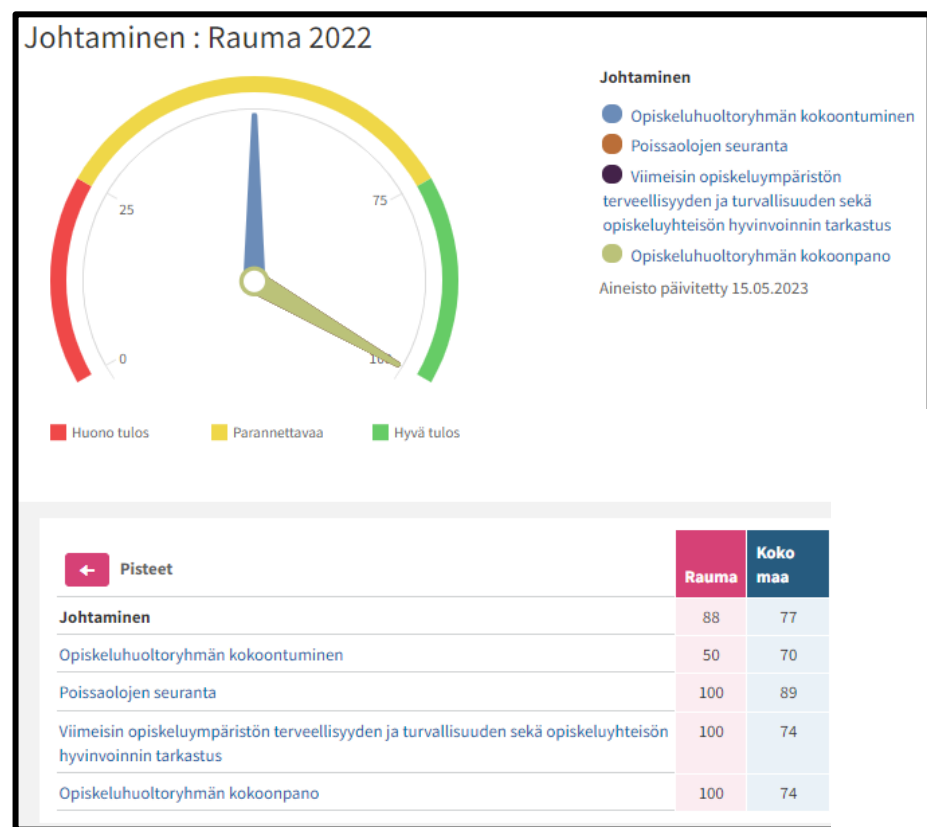 Johtaminen : Rauma 2022
Johtaminen
Opiskeluhuoltoryhmän kokoontuminen
Poissaolojen seuranta
Viimeisin opiskeluympäristön
terveellisyyden ja turvallisuuden sekä
opiskeluyhteisön hyvinvoinnin tarkastus
Opiskeluhuoltoryhmän kokoonpano
Aineisto päivitetty 15.05.2023
25
75
0
100
Huono tulos Parannettavaa Hyvä tulos
Pisteet Rauma Koko
maa
Johtaminen 88 77
Opiskeluhuoltoryhmän kokoontuminen 50 70
Poissaolojen seuranta 100 89
Viimeisin opiskeluympäristön terveellisyyden ja turvallisuuden sekä opiskeluyhteisön 100 74
hyvinvoinnin tarkastus
Opiskeluhuoltoryhmän kokoonpano 100 74